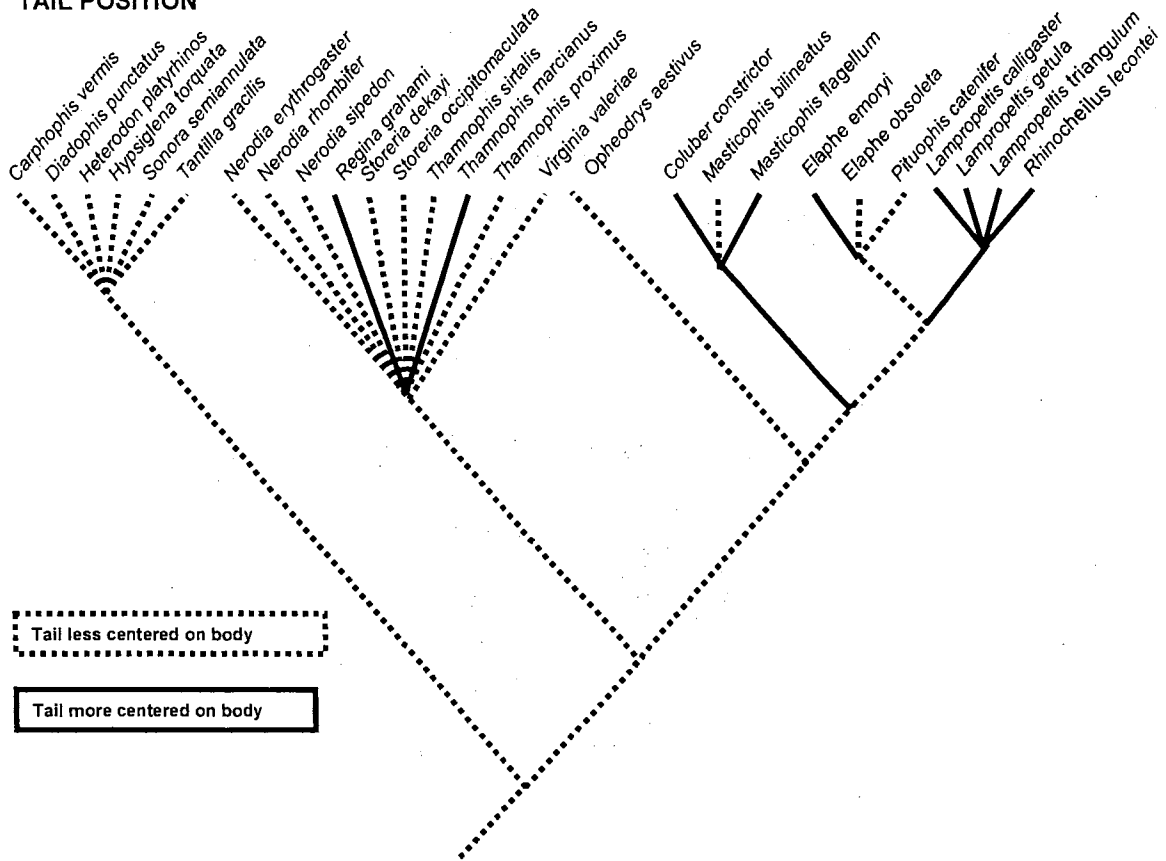 TAIL POSITION
Carphophis vermis
Diadophis punctatus
Heterodon platyrhinos
Hypsiglena torquata
Sonora semiannulata
Tantilla gracilis
Nerodia erythrogaster
Nerodia rhombifer
Nerodia sipedon
Regina grahami
Storeria dekayi
Storeria occipitomaculata
Thamnophis sirtalis
Thamnophis marcianus
Thamnophis proximus
Virginia valeriae
Opheodrys aestivus
Coluber constrictor
Masticophis bilineatus
Masticophis flagellum
Elaphe emoryi
Elaphe obsoleta
Pituophis catenifer
Lampropeltis calligaster
Lampropeltis getula
Lampropeltis triangulum
Rhinocheilus lecontei
Tail less centered on body
Tail more centered on body